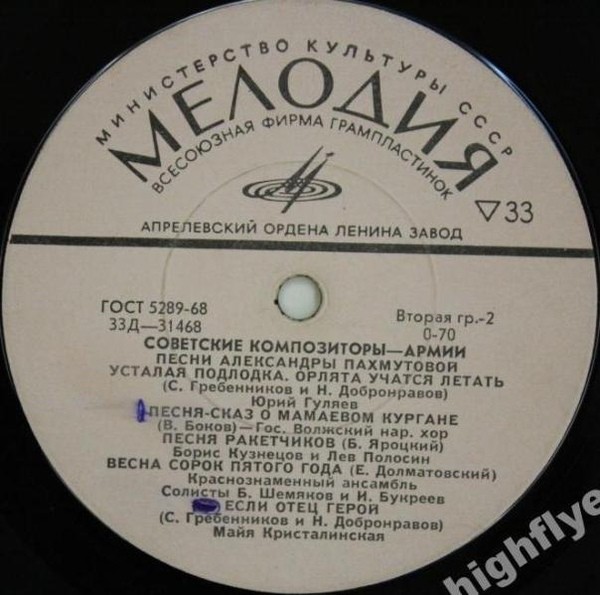 МИНИСТЕРСТВО КУЛЬТУРЫ СССР
МЕЛОДИЯ
ВСЕСОЮЗНАЯ ФИРМА ГРАМПЛАСТИНОК
▽33
АПРЕЛЕВСКИЙ ОРДЕНА ЛЕНИНА ЗАВОД
ГОСТ 5289-68
33Д—31468
Вторая гр.-2
0-70
СОВЕТСКИЕ КОМПОЗИТОРЫ—АРМИИ
ПЕСНИ АЛЕКСАНДРЫ ПАХМУТОВОЙ
УСТАЛАЯ ПОДЛОДКА. ОРЛЯТА УЧАТСЯ ЛЕТАТЬ
(С. Гребенников и Н. Добронравов)
Юрий Гуляев
ПЕСНЯ-СКАЗ О МАМАЕВОМ КУРГАНЕ
(В. Боков)—Гос. Волжский нар. хор
ПЕСНЯ РАКЕТЧИКОВ (Б. Яроцкий)
Борис Кузнецов и Лев Полосин
ВЕСНА СОРОК ПЯТОГО ГОДА (Е. Долматовский)
Краснознаменный ансамбль
Солисты Б. Шемяков и И. Букреев
ЕСЛИ ОТЕЦ ГЕРОЙ
(С. Гребенников и Н. Добронравов)
Майя Кристалинская
highflye